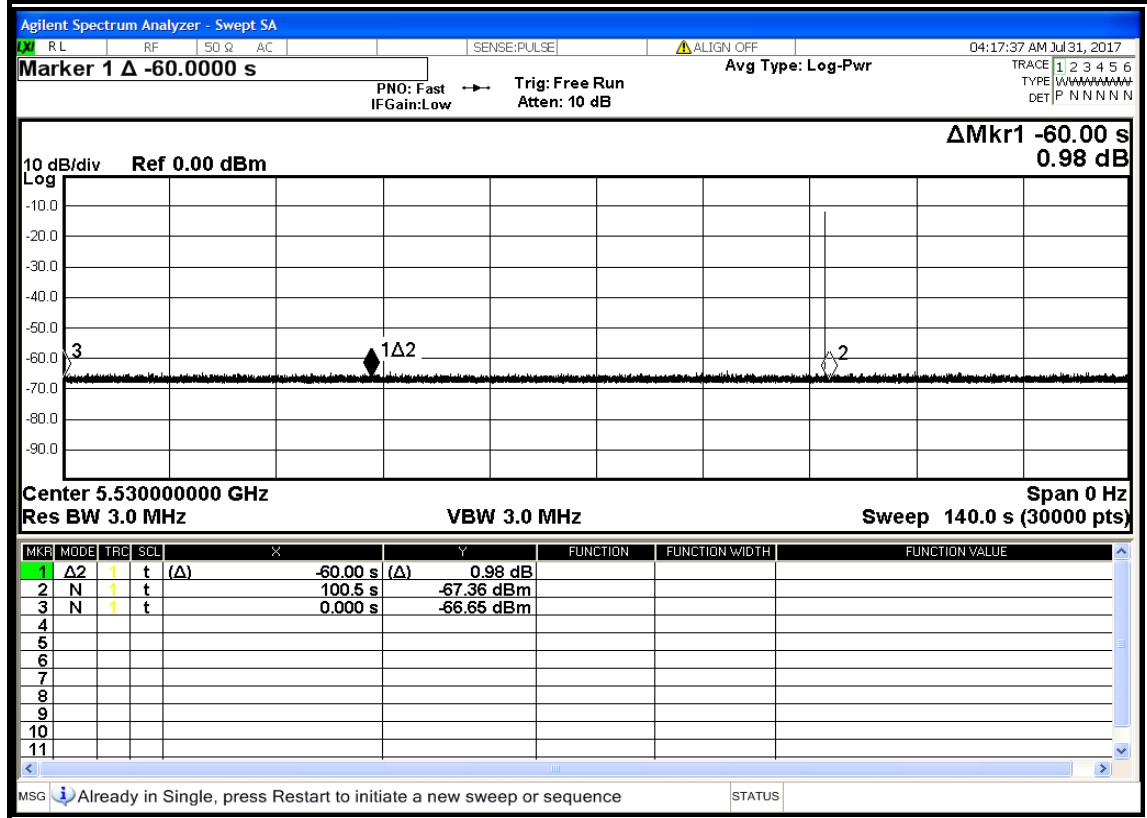 Agilent Spectrum Analyzer - Swept SA
LXI RL RF 50 Ω AC SENSE:PULSE ALIGN OFF 04:17:37 AM Jul 31, 2017
Marker 1 Δ -60.0000 s
PNO: Fast
IFGain:Low
Trig: Free Run
Atten: 10 dB
Avg Type: Log-Pwr
TRACE 1 2 3 4 5 6
TYPE WWWWWW
DET P N N N N N
ΔMkr1 -60.00 s
0.98 dB
10 dB/div Ref 0.00 dBm
Log
-10.0
-20.0
-30.0
-40.0
-50.0
-60.0
-70.0
-80.0
-90.0
3
1Δ2
2
Center 5.530000000 GHz Span 0 Hz
Res BW 3.0 MHz VBW 3.0 MHz Sweep 140.0 s (30000 pts)
MKR MODE TRC SCL X Y FUNCTION FUNCTION WIDTH FUNCTION VALUE
1 Δ2 1 t (Δ) -60.00 s (Δ) 0.98 dB
2 N 1 t 100.5 s -67.36 dBm
3 N 1 t 0.000 s -66.65 dBm
4
5
6
7
8
9
10
11
MSG Already in Single, press Restart to initiate a new sweep or sequence STATUS